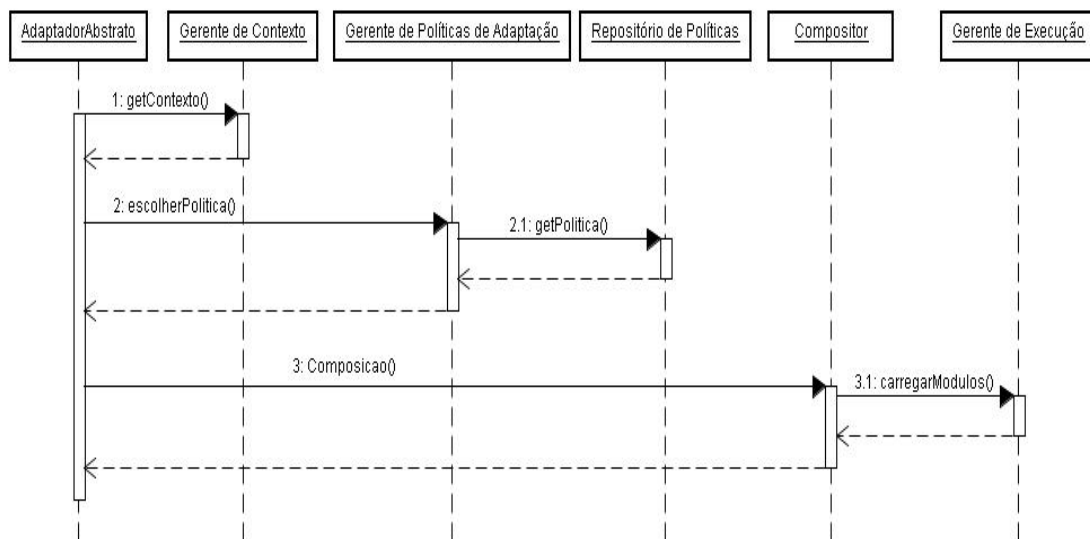 AdaptadorAbstrato
Gerente de Contexto
Gerente de Políticas de Adaptação
Repositório de Políticas
Compositor
Gerente de Execução
1: getContexto()
2: escolherPolitica()
2.1: getPolitica()
3: Composicao()
3.1: carregarModulos()